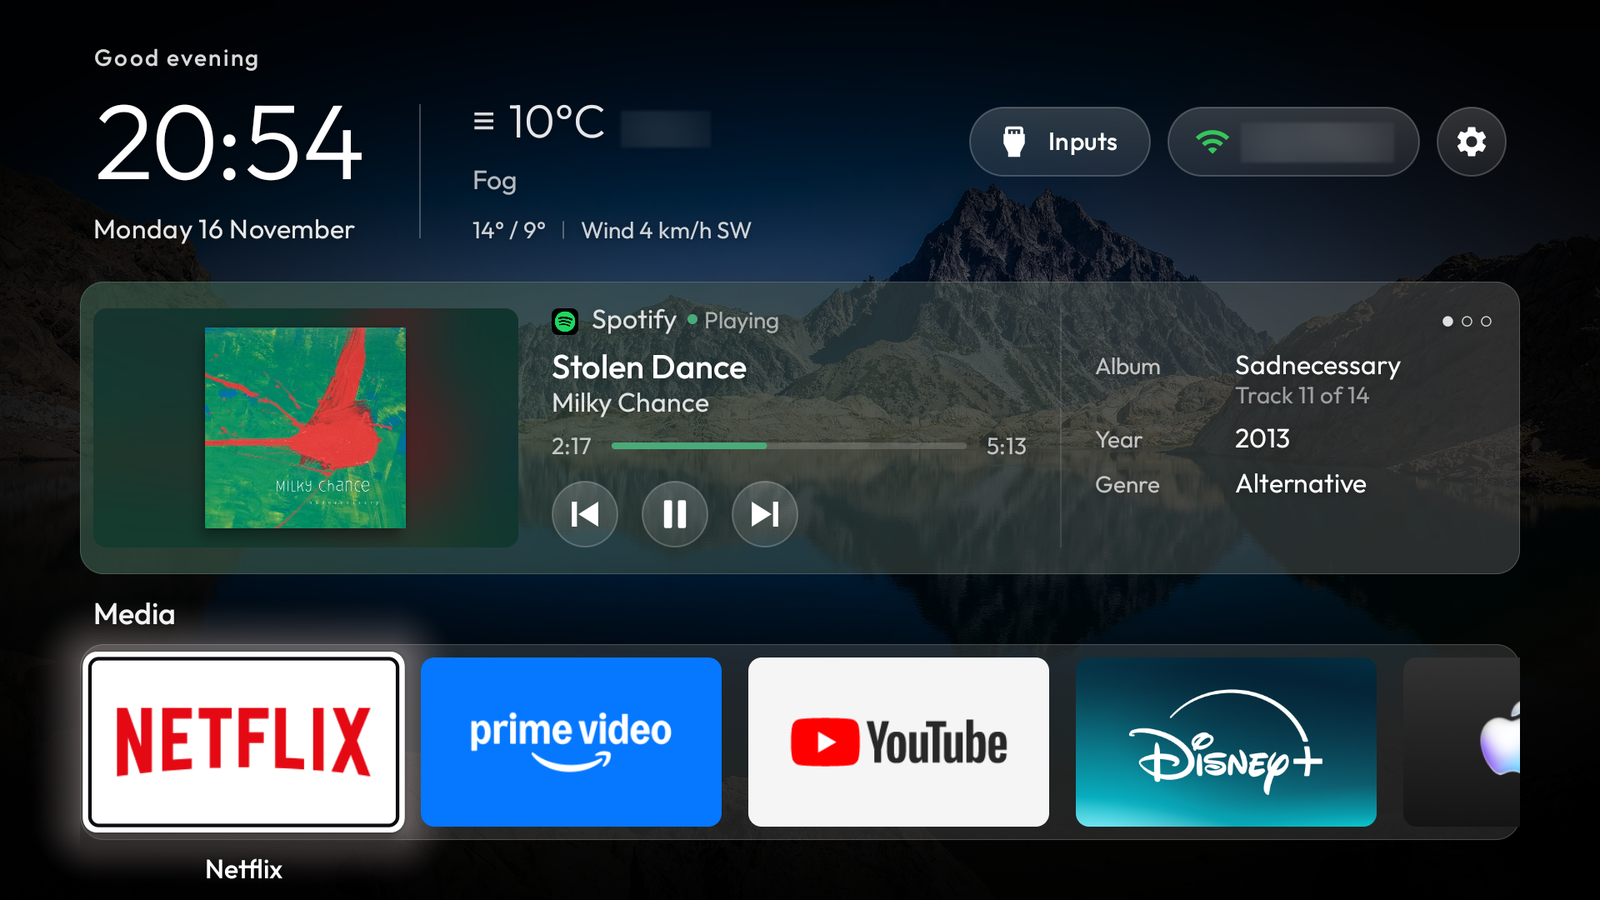 Good evening
20:54
Monday 16 November
10°C
Fog
14° / 9° | Wind 4 km/h SW
Inputs
Spotify • Playing
Stolen Dance
Milky Chance
2:17
5:13
MILKY Chance
Album
Sadnecessary
Track 11 of 14
Year
2013
Genre
Alternative
Media
NETFLIX
prime video
YouTube
Disney+
Netflix